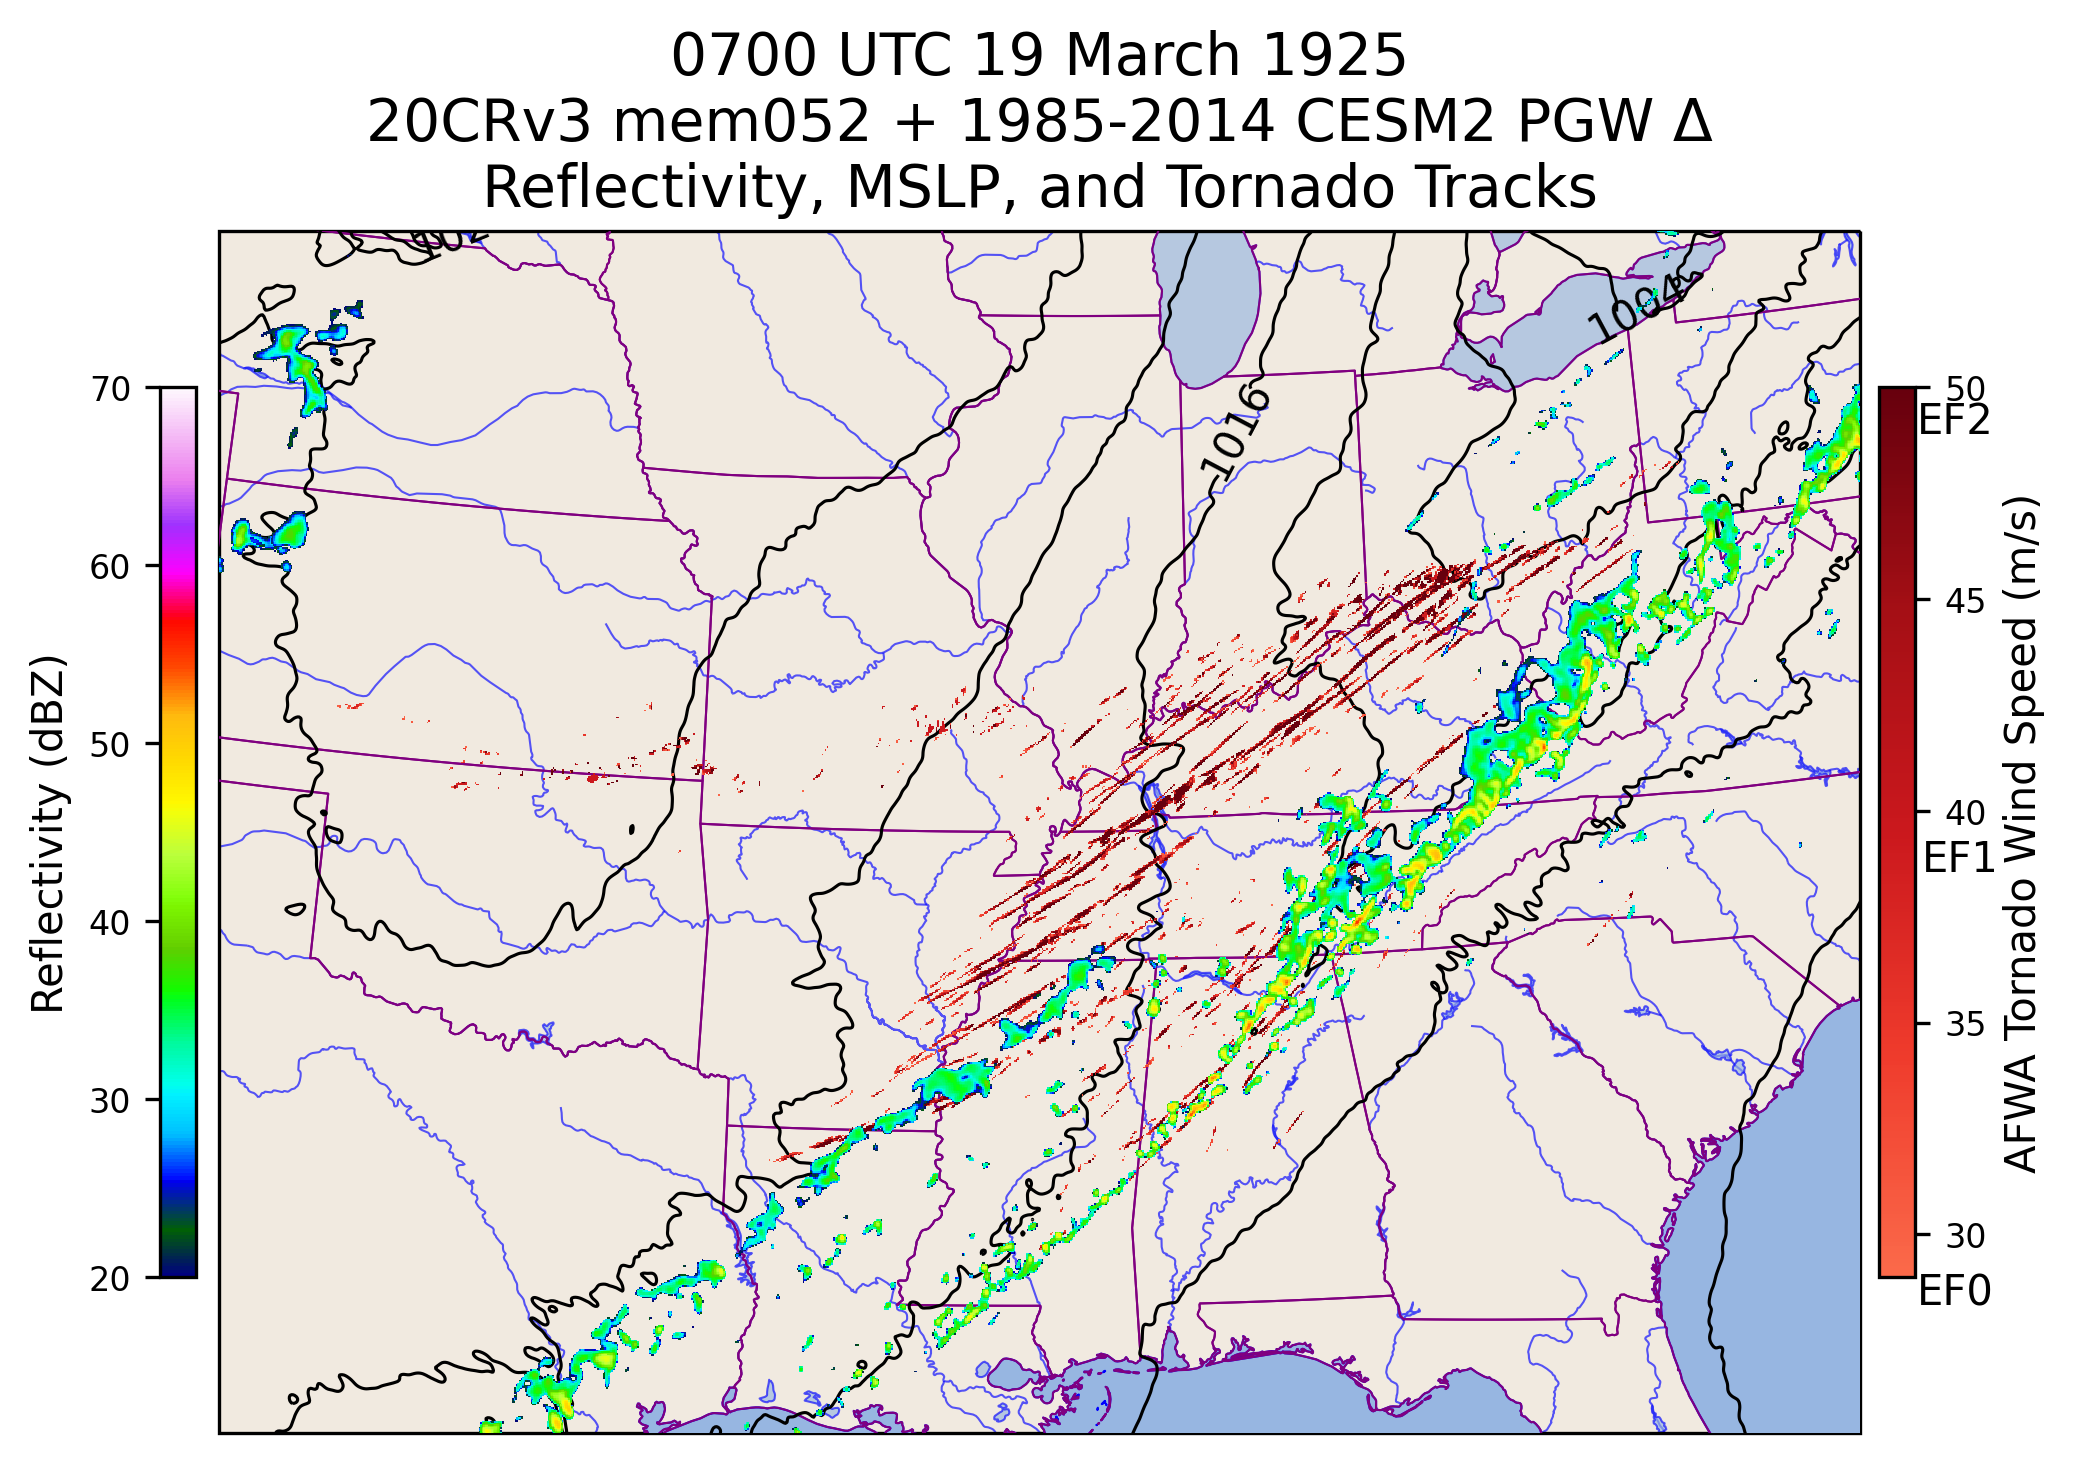 0700 UTC 19 March 1925
20CRv3 mem052 + 1985-2014 CESM2 PGW Δ
Reflectivity, MSLP, and Tornado Tracks
1004
1016
70
60
50
40
30
20
Reflectivity (dBZ)
50
EF2
45
40
EF1
35
30
EF0
AFWA Tornado Wind Speed (m/s)